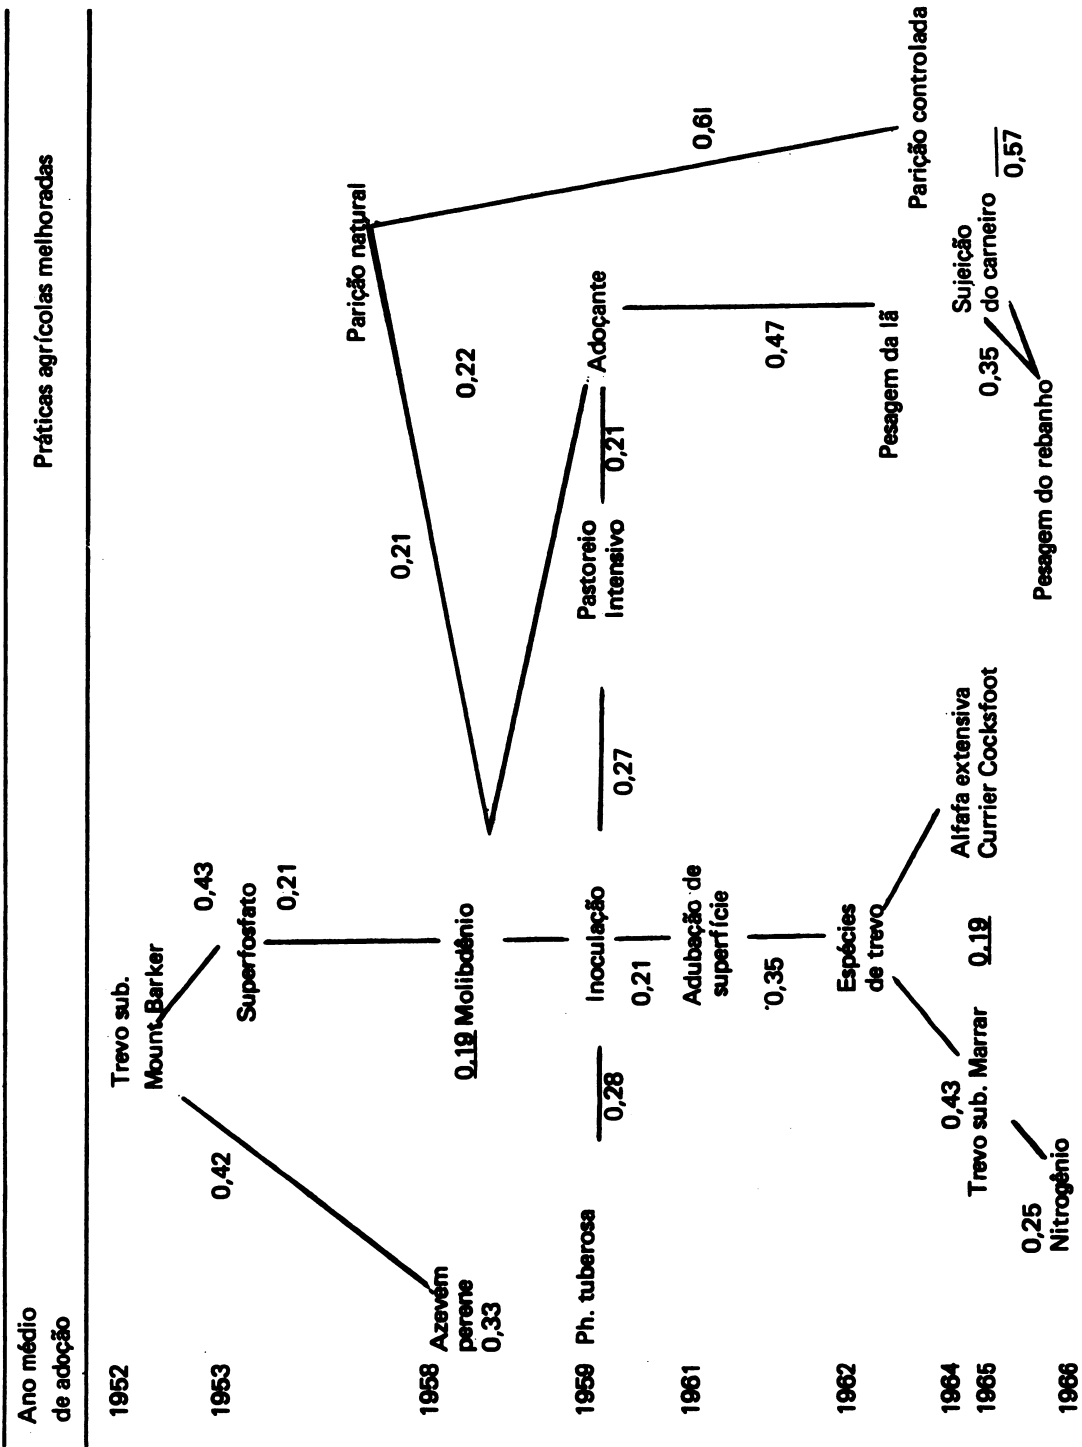 Ano médio
de adoção
Práticas agrícolas melhoradas
1952
Trevo sub.
Mount Barker
1953
0,42
0,43
Superfosfato
0,21
0,21
Parição natural
1958
Azevém
perene
0,33
0,19 Molibdênio
0,22
1959
Ph. tuberosa
0,28
Inoculação
0,27
Pastoreio
Intensivo
0,21
Adoçante
0,21
1961
Adubação de
superfície
0,61
0,35
0,47
1962
Espécies
de trevo
Pesagem da lã
Parição controlada
1964
1965
0,43
Trevo sub. Marrar
0,19
Alfafa extensiva
Currier Cocksfoot
0,35
Sujeição
do carneiro
0,57
1966
0,25
Nitrogênio
Pesagem do rebanho